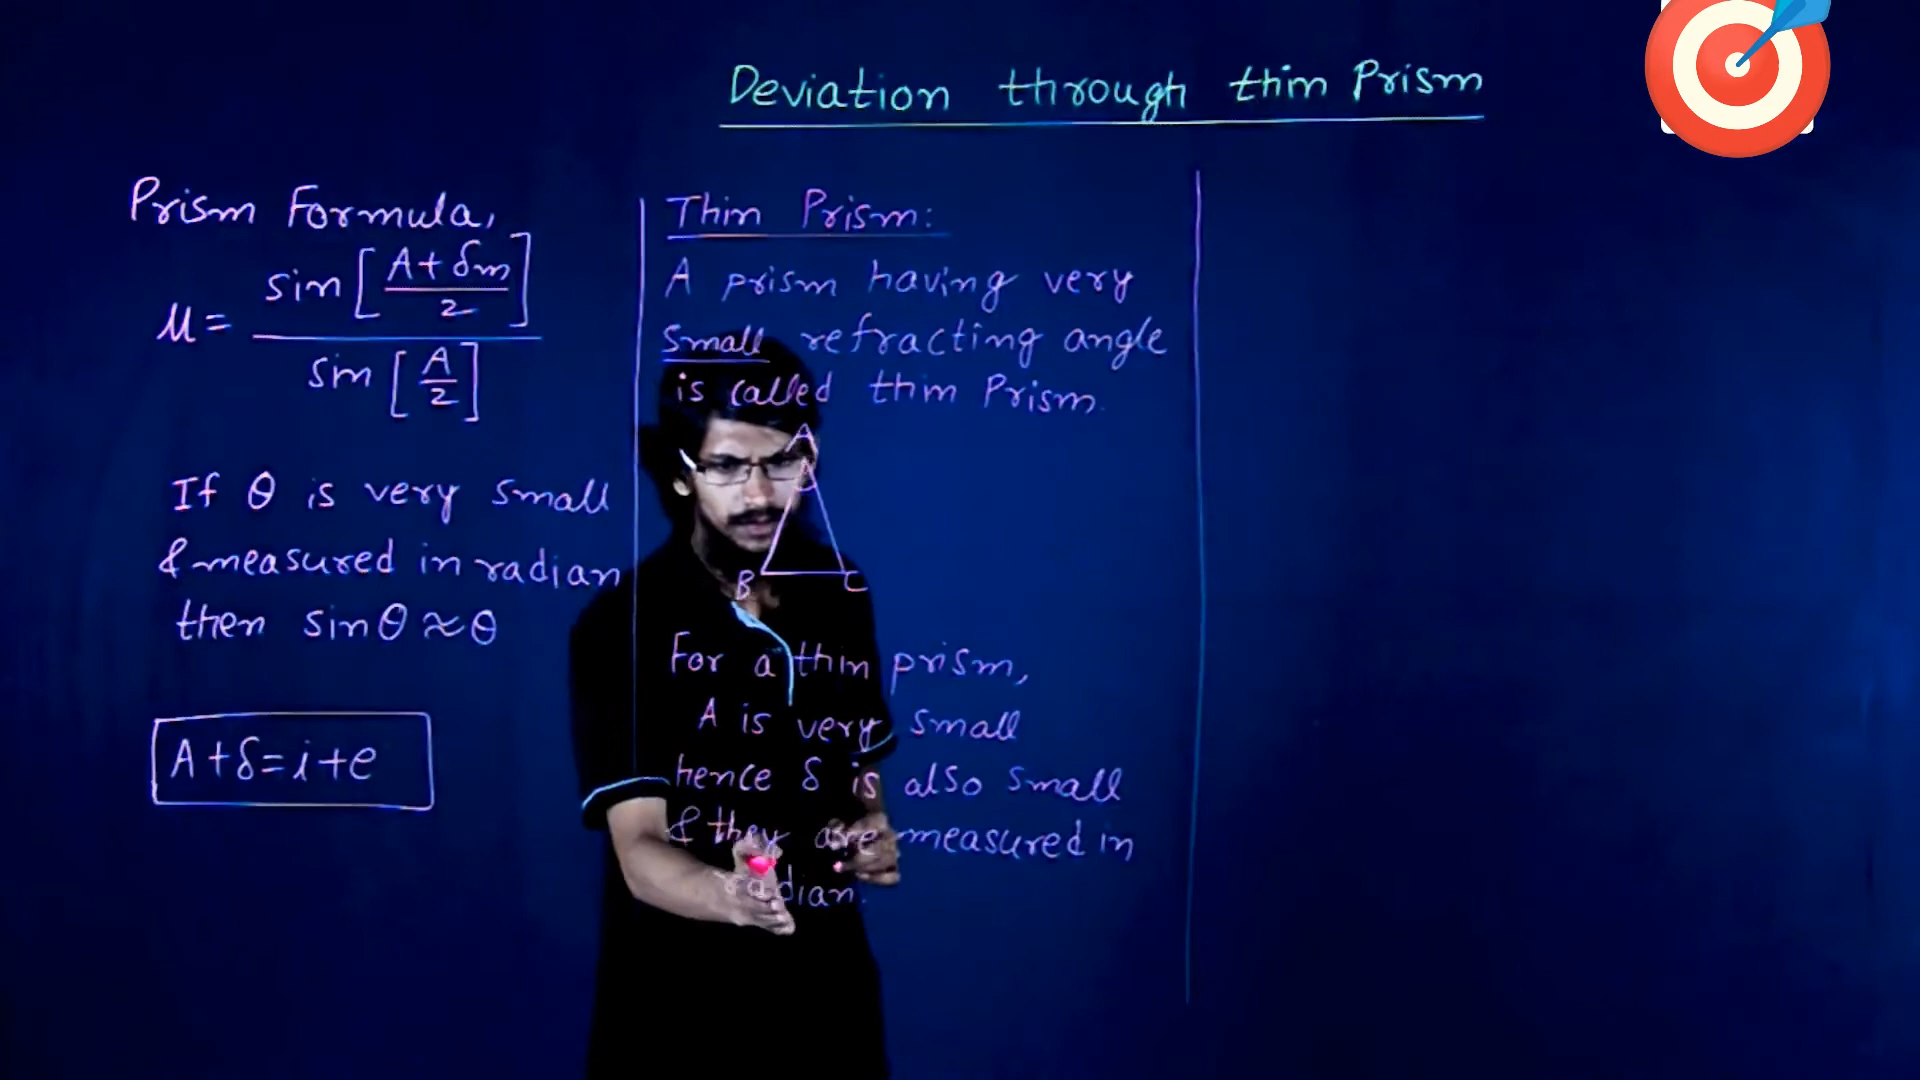 Deviation through thin Prism
Prism Formula,
μ = sin [A+δm/2] / sin [A/2]
If θ is very small
& measured in radian
then sin θ ≈ θ
A+δ=i+e
Thin Prism:
A prism having very
small refracting angle
is called thin Prism.
A
B C
For a thin prism,
A is very small
hence δ is also small
& they are measured in
radian.